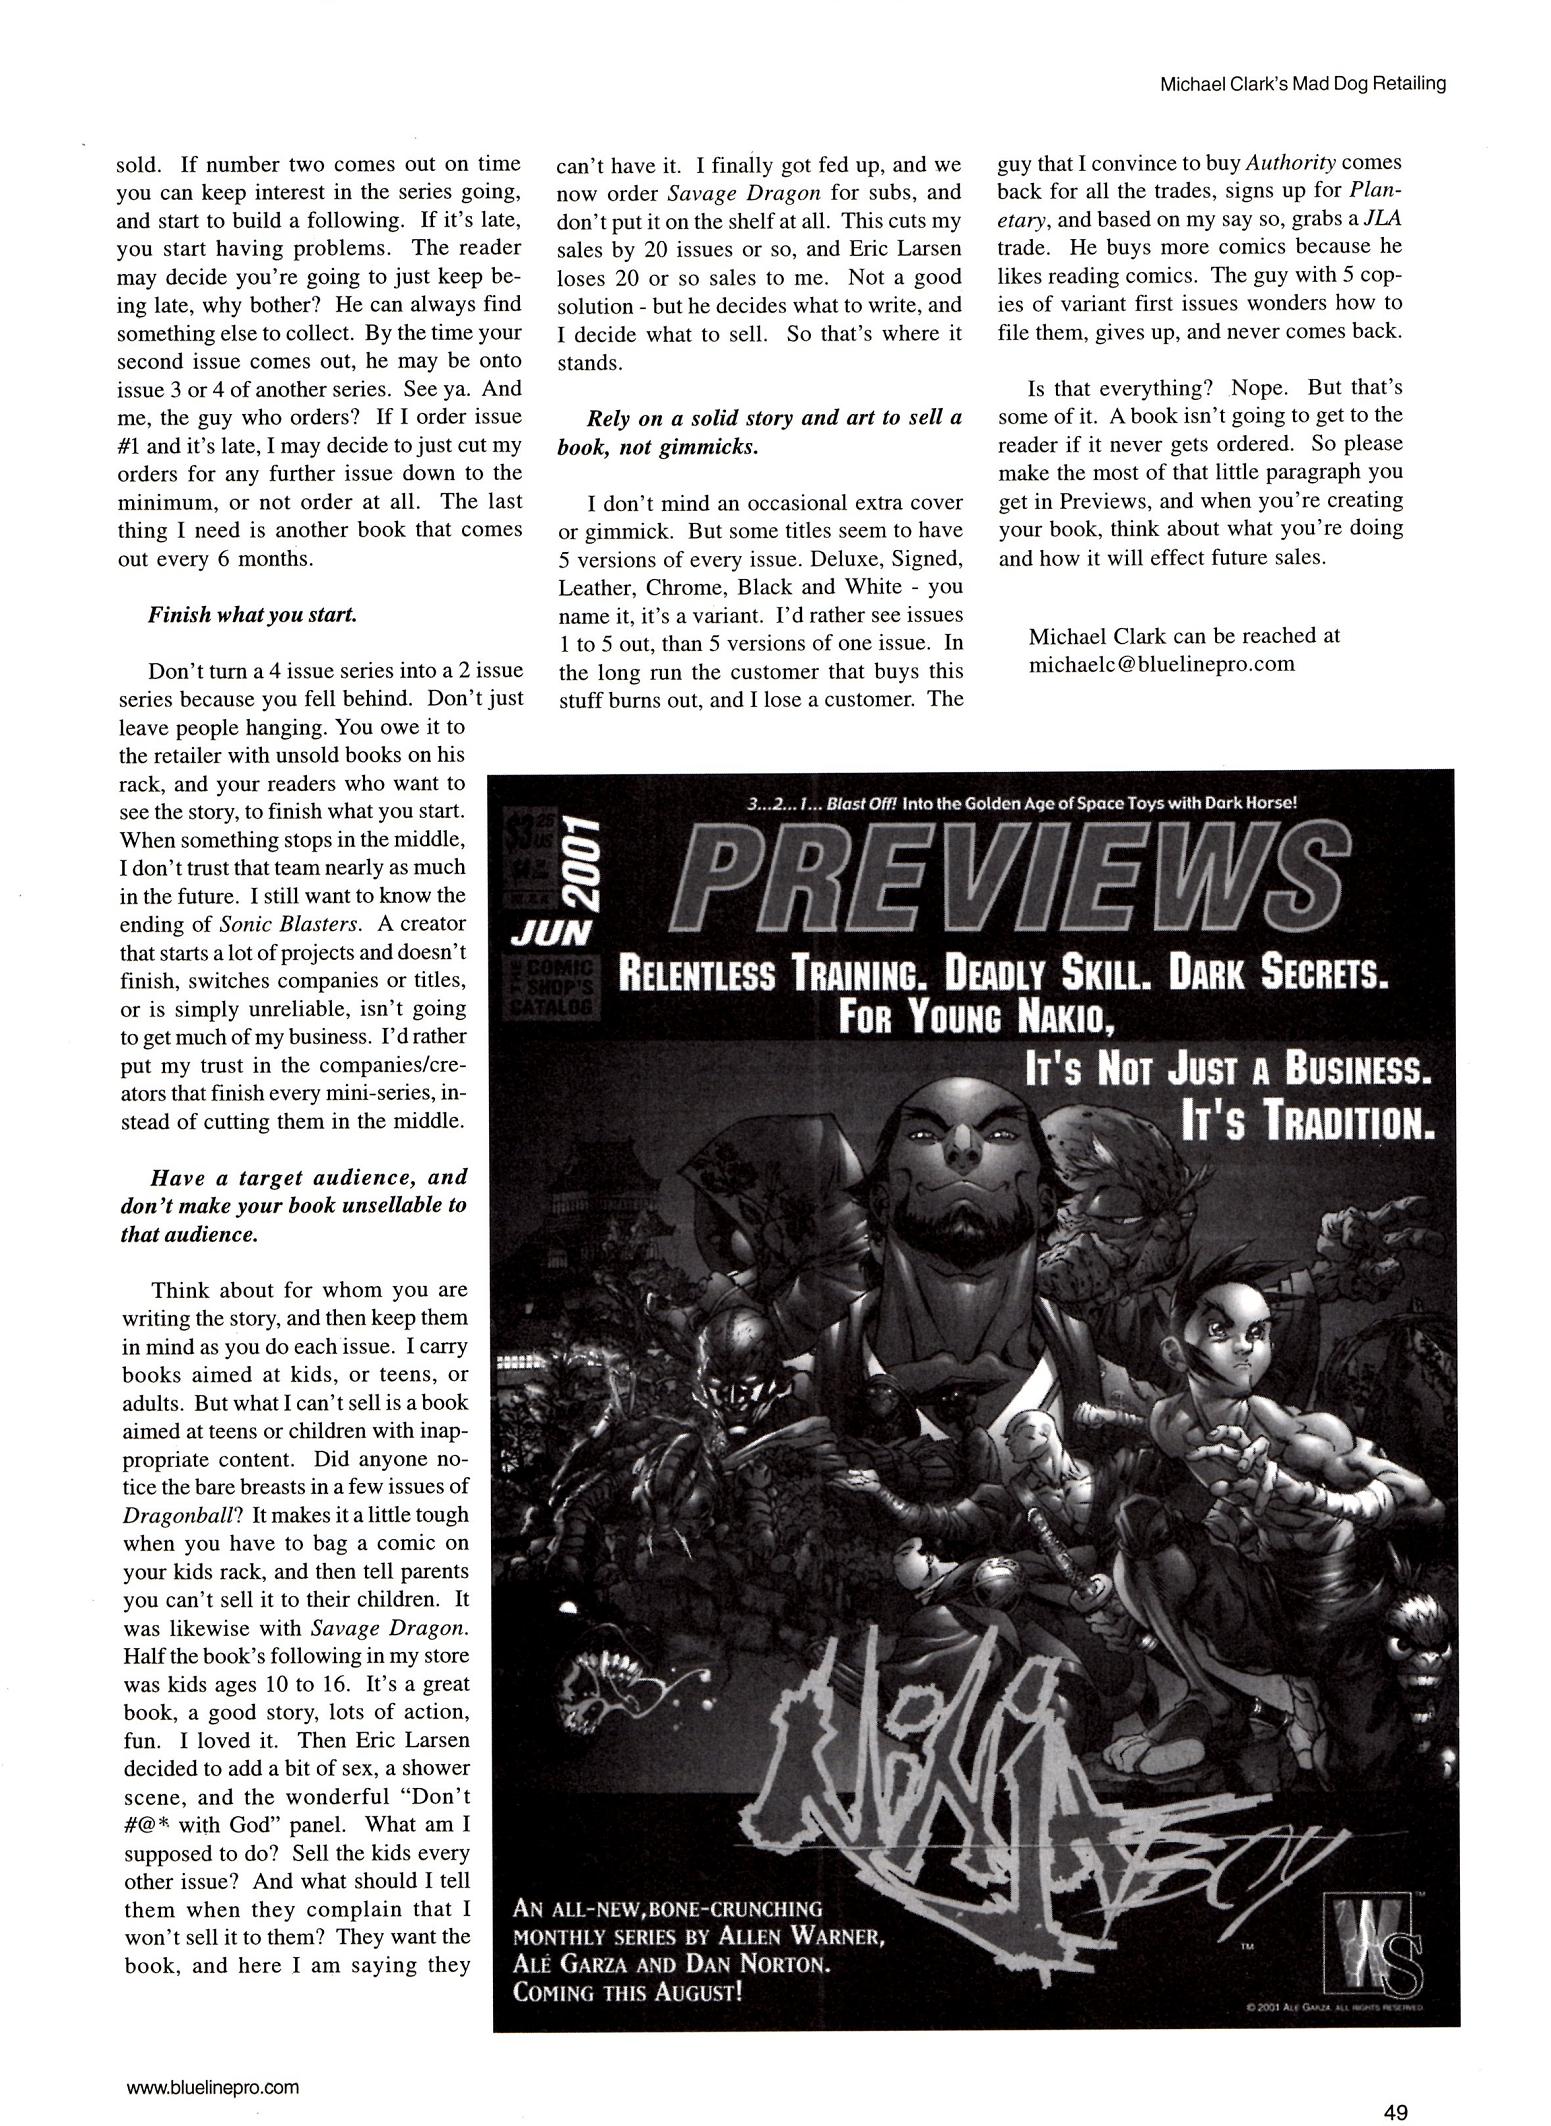 Michael Clark's Mad Dog Retailing
sold. If number two comes out on time
you can keep interest in the series going,
and start to build a following. If it's late,
you start having problems. The reader
may decide you're going to just keep be-
ing late, why bother? He can always find
something else to collect. By the time your
second issue comes out, he may be onto
issue 3 or 4 of another series. See ya. And
me, the guy who orders? If I order issue
#1 and it's late, I may decide to just cut my
orders for any further issue down to the
minimum, or not order at all. The last
thing I need is another book that comes
out every 6 months.
Finish what you start.
Don't turn a 4 issue series into a 2 issue
series because you fell behind. Don't just
leave people hanging. You owe it to
the retailer with unsold books on his
rack, and your readers who want to
see the story, to finish what you start.
When something stops in the middle,
I don't trust that team nearly as much
in the future. I still want to know the
ending of Sonic Blasters. A creator
that starts a lot of projects and doesn't
finish, switches companies or titles,
or is simply unreliable, isn't going
to get much of my business. I'd rather
put my trust in the companies/cre-
ators that finish every mini-series, in-
stead of cutting them in the middle.
Have a target audience, and
don't make your book unsellable to
that audience.
Think about for whom you are
writing the story, and then keep them
in mind as you do each issue. I carry
books aimed at kids, or teens, or
adults. But what I can't sell is a book
aimed at teens or children with inap-
propriate content. Did anyone no-
tice the bare breasts in a few issues of
Dragonball? It makes it a little tough
when you have to bag a comic on
your kids rack, and then tell parents
you can't sell it to their children. It
was likewise with Savage Dragon.
Half the book's following in my store
was kids ages 10 to 16. It's a great
book, a good story, lots of action,
fun. I loved it. Then Eric Larsen
decided to add a bit of sex, a shower
scene, and the wonderful “Don't
#@* with God” panel. What am I
supposed to do? Sell the kids every
other issue? And what should I tell
them when they complain that I
won't sell it to them? They want the
book, and here I am saying they
can't have it. I finally got fed up, and we
now order Savage Dragon for subs, and
don't put it on the shelf at all. This cuts my
sales by 20 issues or so, and Eric Larsen
loses 20 or so sales to me. Not a good
solution - but he decides what to write, and
I decide what to sell. So that's where it
stands.
Rely on a solid story and art to sell a
book, not gimmicks.
I don't mind an occasional extra cover
or gimmick. But some titles seem to have
5 versions of every issue. Deluxe, Signed,
Leather, Chrome, Black and White - you
name it, it's a variant. I'd rather see issues
1 to 5 out, than 5 versions of one issue. In
the long run the customer that buys this
stuff burns out, and I lose a customer. The
guy that I convince to buy Authority comes
back for all the trades, signs up for Plan-
etary, and based on my say so, grabs a JLA
trade. He buys more comics because he
likes reading comics. The guy with 5 cop-
ies of variant first issues wonders how to
file them, gives up, and never comes back.
Is that everything? Nope. But that's
some of it. A book isn't going to get to the
reader if it never gets ordered. So please
make the most of that little paragraph you
get in Previews, and when you're creating
your book, think about what you're doing
and how it will effect future sales.
Michael Clark can be reached at
michaelc@bluelinepro.com
3...2...1... Blast Off! Into the Golden Age of Space Toys with Dark Horse!
PREVIEWS
JUN 2001
COMIC
SHOP'S
CATALOG
RELENTLESS TRAINING. DEADLY SKILL. DARK SECRETS.
FOR YOUNG NAKIO,
IT'S NOT JUST A BUSINESS.
IT'S TRADITION.
NINJA
BOY
TM
AN ALL-NEW, BONE-CRUNCHING
MONTHLY SERIES BY ALLEN WARNER,
ALÉ GARZA AND DAN NORTON.
COMING THIS AUGUST!
WS
TM
© 2001 ALÉ GARZA. ALL RIGHTS RESERVED.
www.bluelinepro.com
49